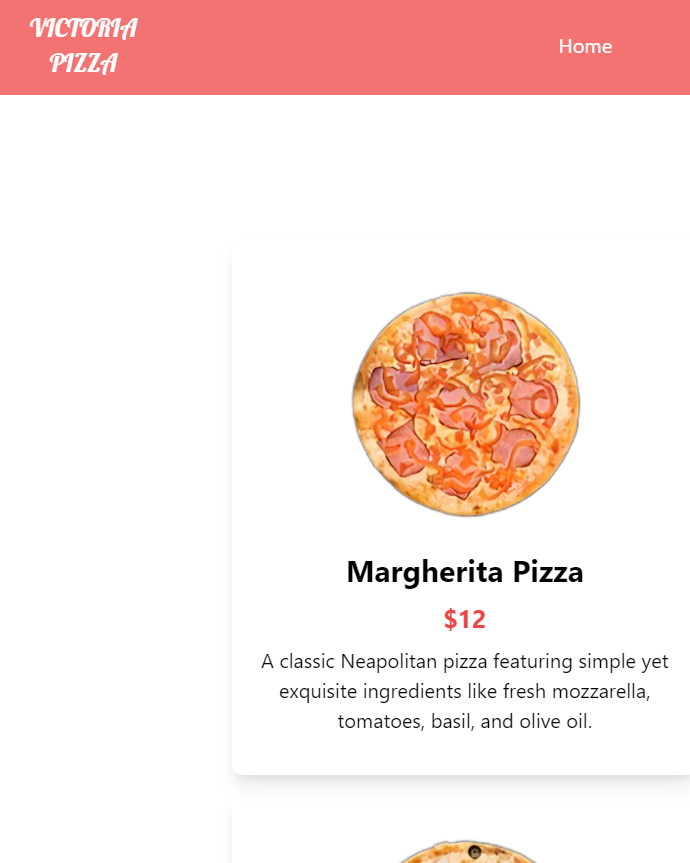 VICTORIA
PIZZA
Home
Margherita Pizza
$12
A classic Neapolitan pizza featuring simple yet
exquisite ingredients like fresh mozzarella,
tomatoes, basil, and olive oil.